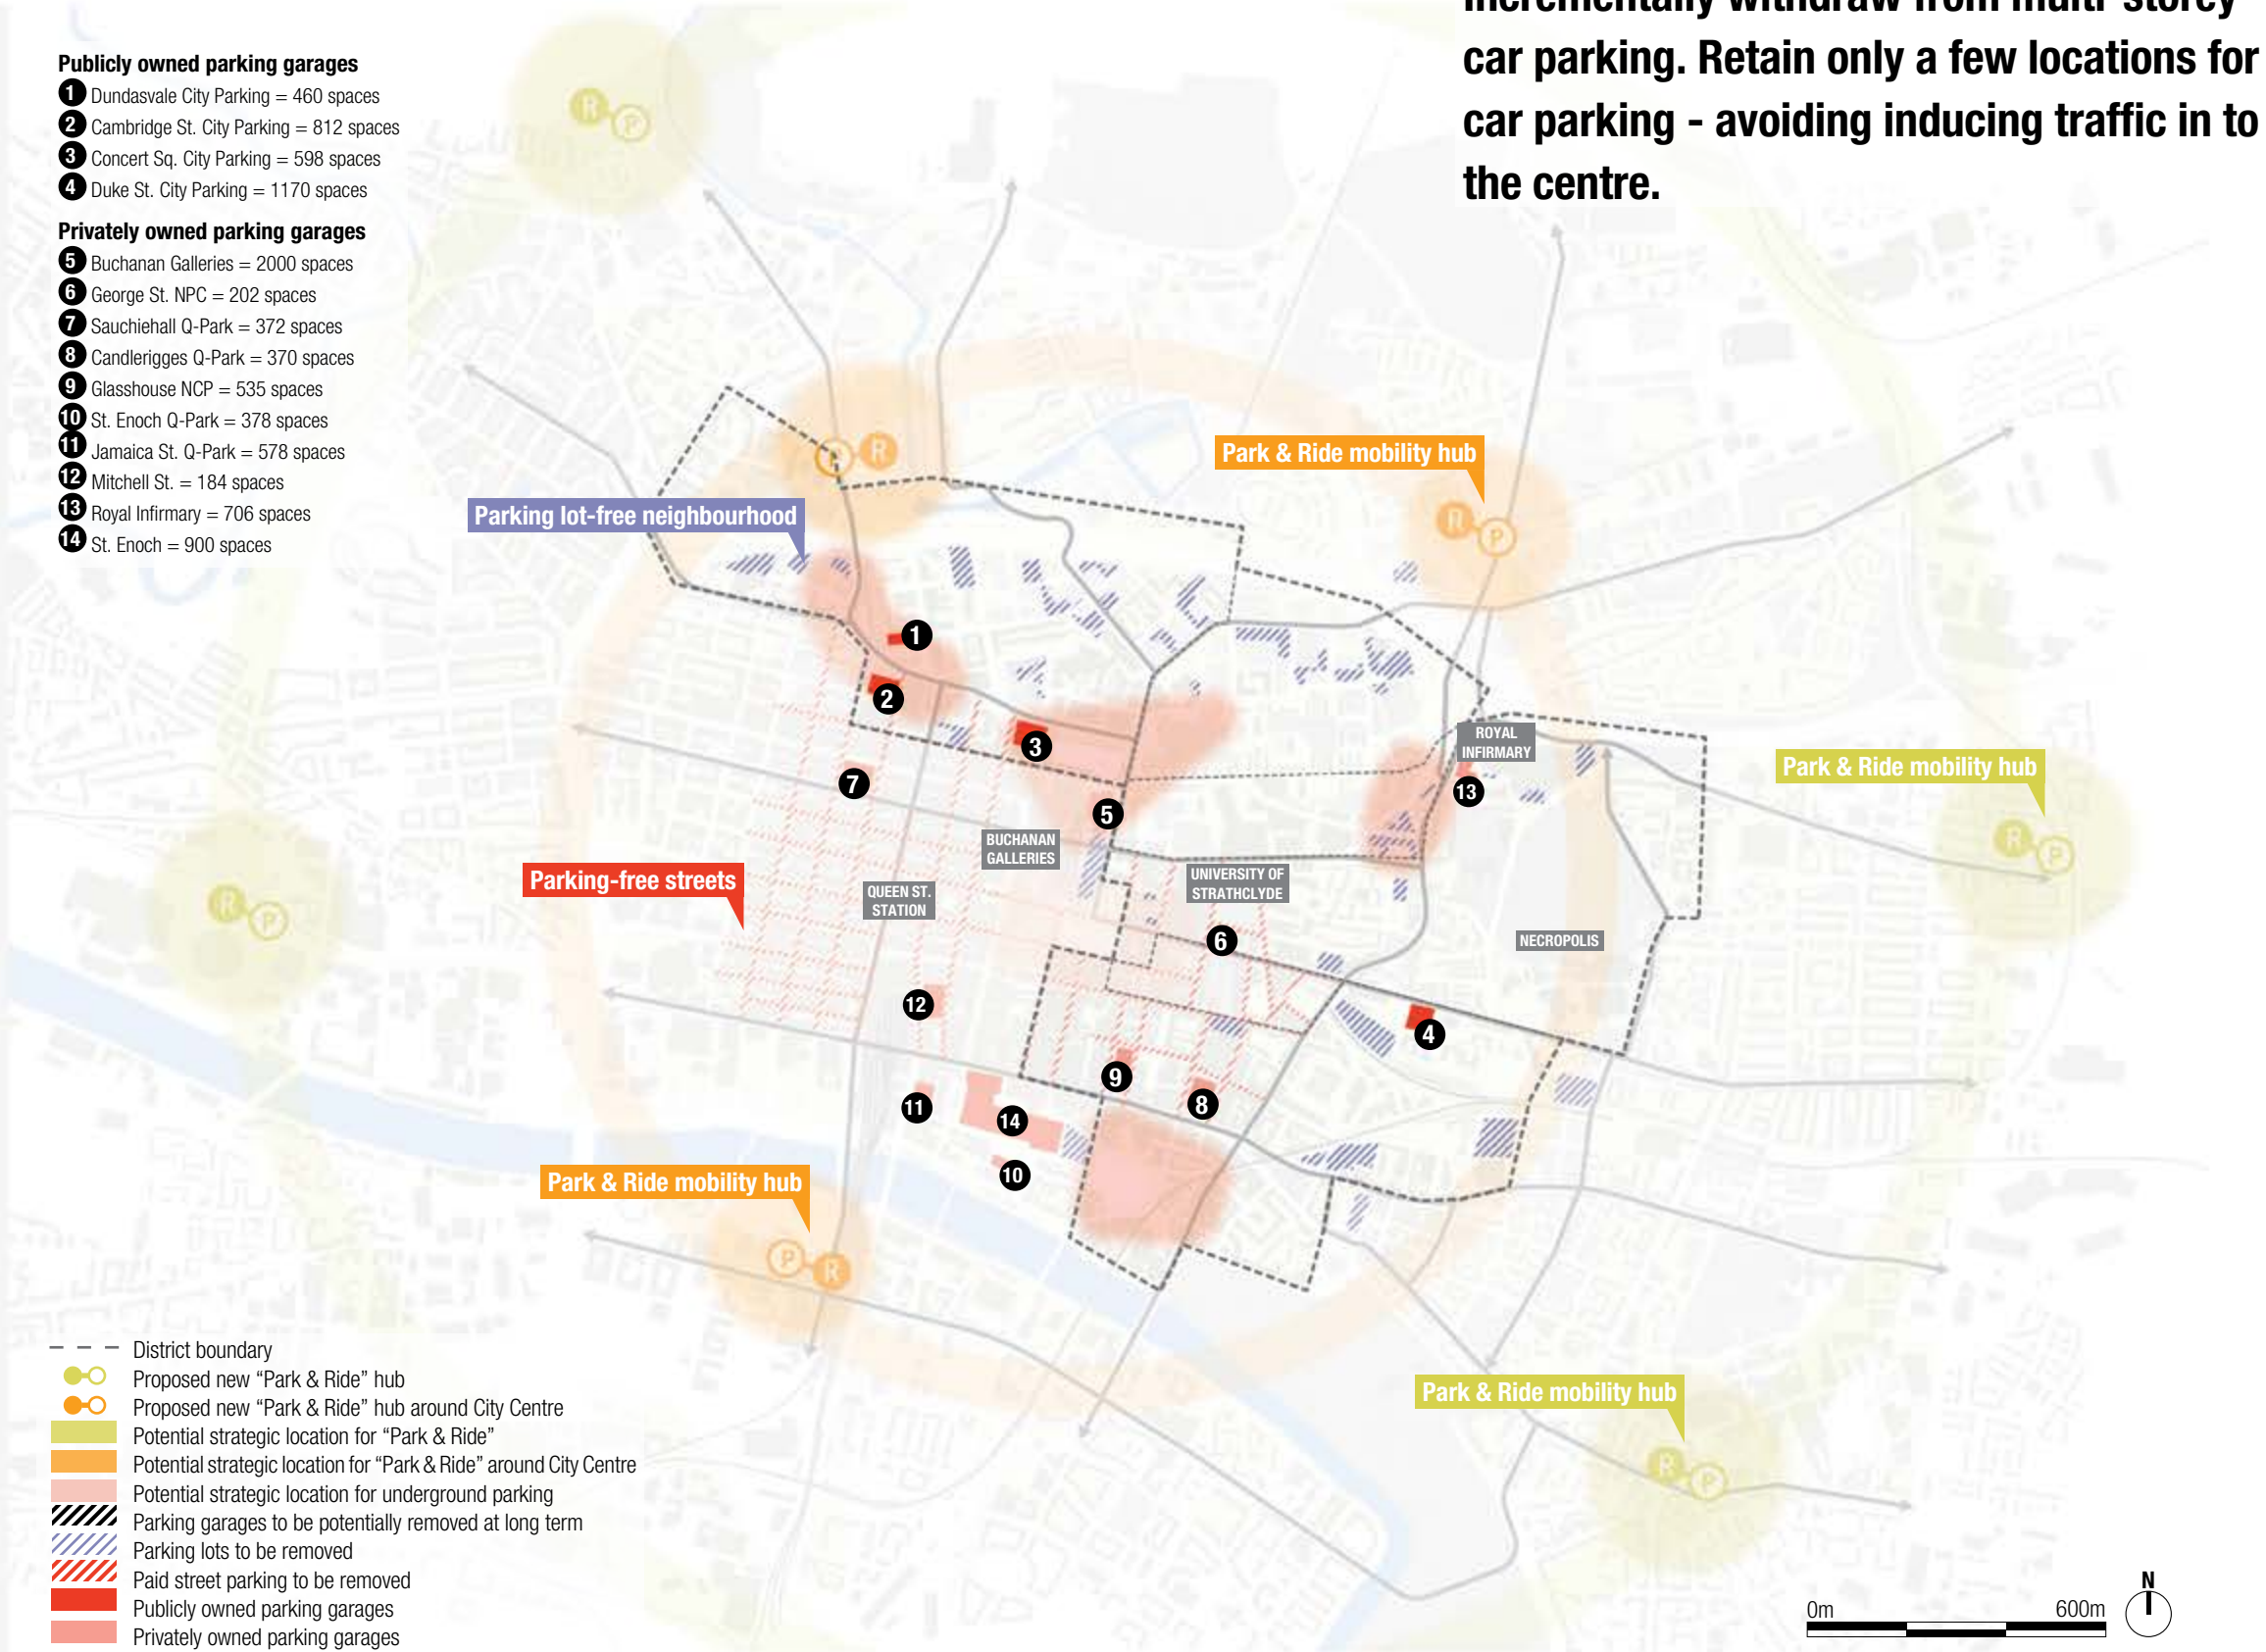 Incrementally withdraw from multi-storey
car parking. Retain only a few locations for
car parking - avoiding inducing traffic in to
the centre.
Publicly owned parking garages
1 Dundasvale City Parking = 460 spaces
2 Cambridge St. City Parking = 812 spaces
3 Concert Sq. City Parking = 598 spaces
4 Duke St. City Parking = 1170 spaces
Privately owned parking garages
5 Buchanan Galleries = 2000 spaces
6 George St. NPC = 202 spaces
7 Sauchiehall Q-Park = 372 spaces
8 Candlerigges Q-Park = 370 spaces
9 Glasshouse NCP = 535 spaces
10 St. Enoch Q-Park = 378 spaces
11 Jamaica St. Q-Park = 578 spaces
12 Mitchell St. = 184 spaces
13 Royal Infirmary = 706 spaces
14 St. Enoch = 900 spaces
R P
P R
Park & Ride mobility hub
R P
Parking lot-free neighbourhood
1
2
3
ROYAL
INFIRMARY
7
13
5
Park & Ride mobility hub
R P
BUCHANAN
GALLERIES
Parking-free streets
QUEEN ST.
STATION
UNIVERSITY OF
STRATHCLYDE
R P
6
NECROPOLIS
12
4
9
8
11
14
10
Park & Ride mobility hub
P R
Park & Ride mobility hub
R P
District boundary
Proposed new “Park & Ride” hub
Proposed new “Park & Ride” hub around City Centre
Potential strategic location for “Park & Ride”
Potential strategic location for “Park & Ride” around City Centre
Potential strategic location for underground parking
Parking garages to be potentially removed at long term
Parking lots to be removed
Paid street parking to be removed
Publicly owned parking garages
Privately owned parking garages
0m 600m
N